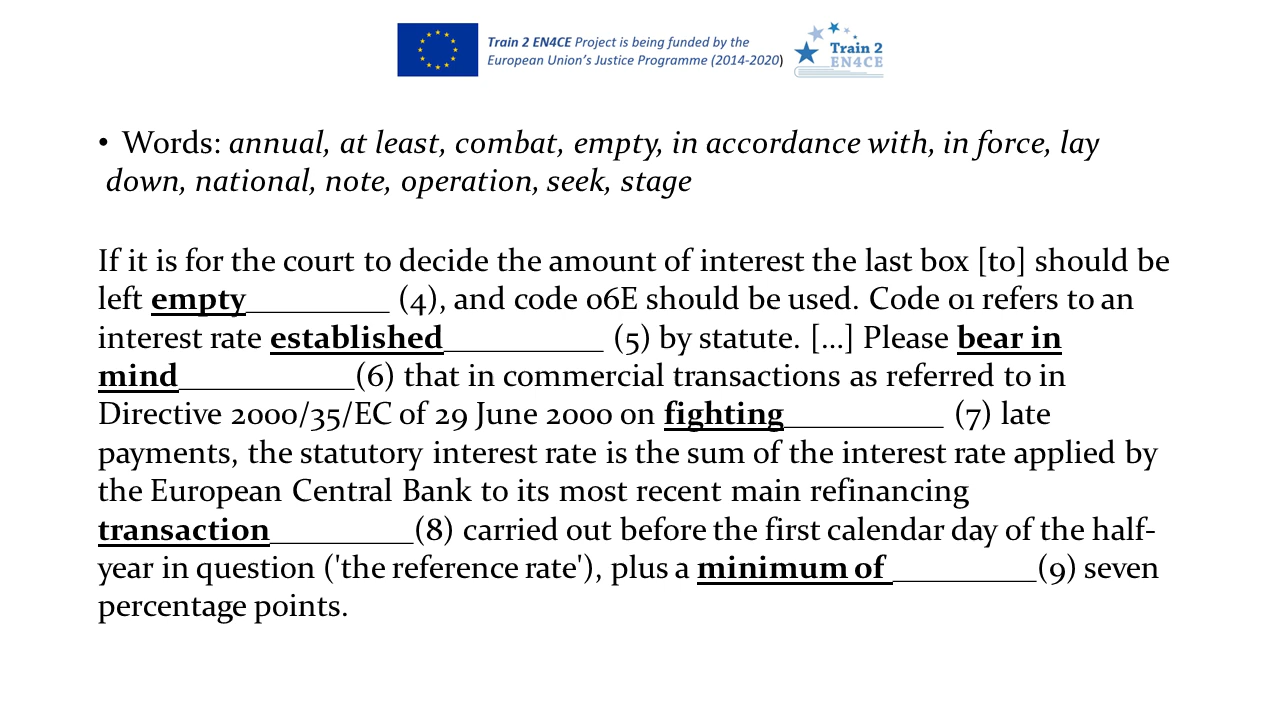 Train 2 EN4CE Project is being funded by the
European Union's Justice Programme (2014-2020)
Train 2
EN4CE
• Words: annual, at least, combat, empty, in accordance with, in force, lay
down, national, note, operation, seek, stage
If it is for the court to decide the amount of interest the last box [to] should be
left empty_________ (4), and code 06E should be used. Code 01 refers to an
interest rate established__________ (5) by statute. [...] Please bear in
mind___________(6) that in commercial transactions as referred to in
Directive 2000/35/EC of 29 June 2000 on fighting__________ (7) late
payments, the statutory interest rate is the sum of the interest rate applied by
the European Central Bank to its most recent main refinancing
transaction_________(8) carried out before the first calendar day of the half-
year in question ('the reference rate'), plus a minimum of _________(9) seven
percentage points.